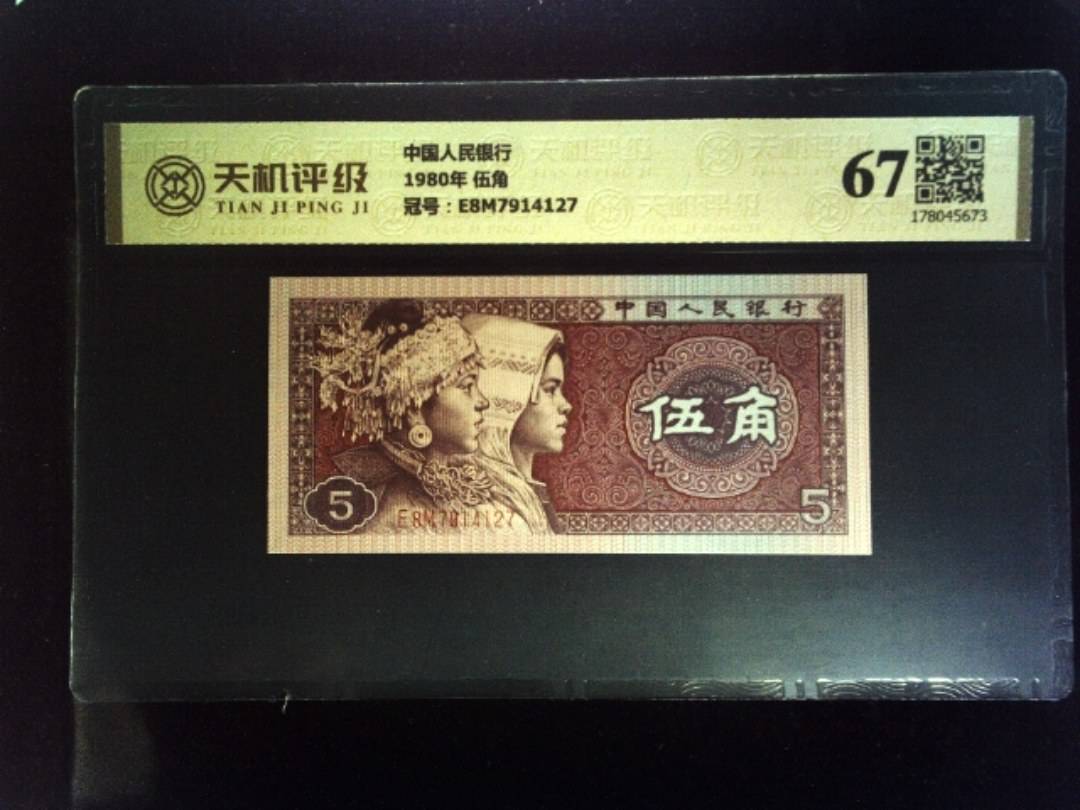 天机评级
TIAN JI PING JI
中国人民银行
1980年 伍角
冠号：E8M7914127
67
178045673
中国人民银行
伍角
5
E8M7914127
5